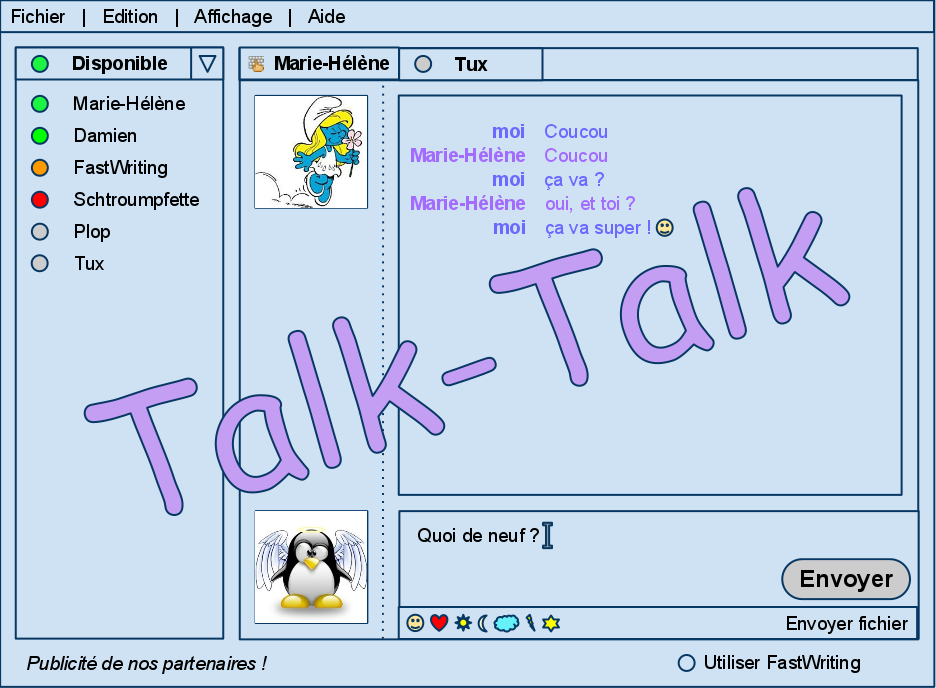 Fichier | Edition | Affichage | Aide
Disponible
Marie-Hélène
Damien
FastWriting
Schtroumpfette
Plop
Tux
Marie-Hélène
Tux
moi Coucou
Marie-Hélène Coucou
moi ça va ?
Marie-Hélène oui, et toi ?
moi ça va super !
Talk-Talk
Quoi de neuf ?
Envoyer
Envoyer fichier
Publicité de nos partenaires !
Utiliser FastWriting